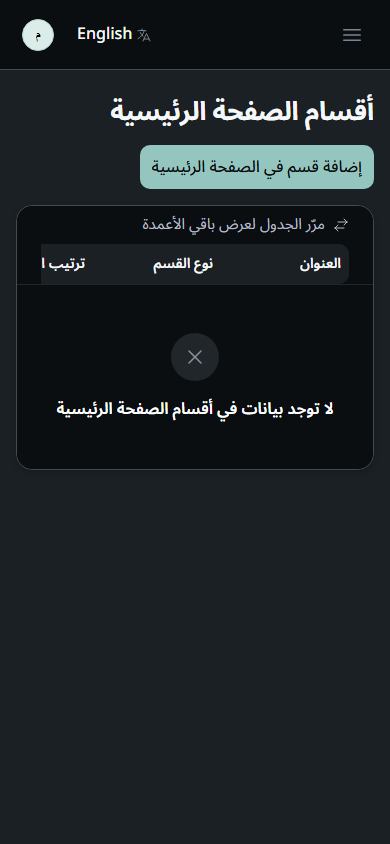 English
م
أقسام الصفحة الرئيسية
إضافة قسم في الصفحة الرئيسية
مرّر الجدول لعرض باقي الأعمدة
العنوان نوع القسم ترتيب ا
لا توجد بيانات في أقسام الصفحة الرئيسية